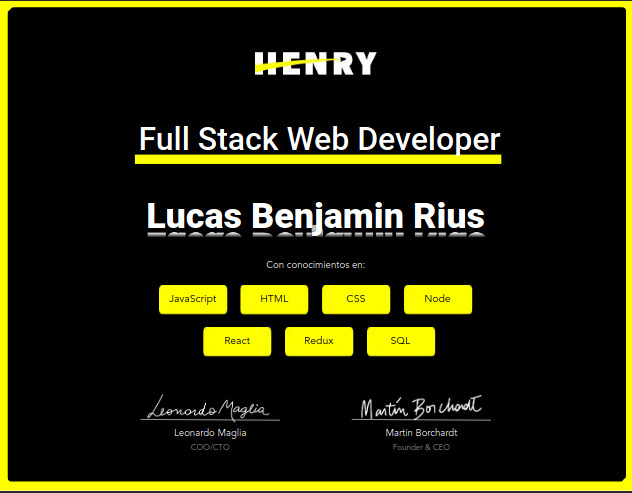 HENRY
Full Stack Web Developer
Lucas Benjamin Rius
Con conocimientos en:
JavaScript HTML CSS Node
React Redux SQL
Leonardo Maglia Martín Borchardt
Leonardo Maglia Martin Borchardt
COO/CTO Founder & CEO